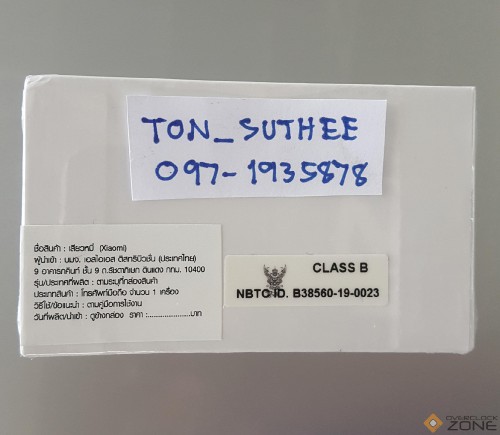 TON_SUTHEE
097-1935878
ชื่อสินค้า : เสียวหมี่ (Xiaomi)
ผู้นำเข้า : บมจ. เอสไอเอส ดิสทริบิวชั่น (ประเทศไทย)
9 อาคารภคินท์ ชั้น 9 ถ.รัชดาภิเษก ดินแดง กทม. 10400
รุ่น/ประเทศที่ผลิต : ตามระบุที่กล่องสินค้า
ประเภทสินค้า : โทรศัพท์มือถือ จำนวน 1 เครื่อง
วิธีใช้/ข้อแนะนำ : ตามคู่มือการใช้งาน
วันที่ผลิต/นำเข้า : ดูข้างกล่อง ราคา :......................บาท
CLASS B
NBTC ID. B38560-19-0023
OVERCLOCK
ZONE